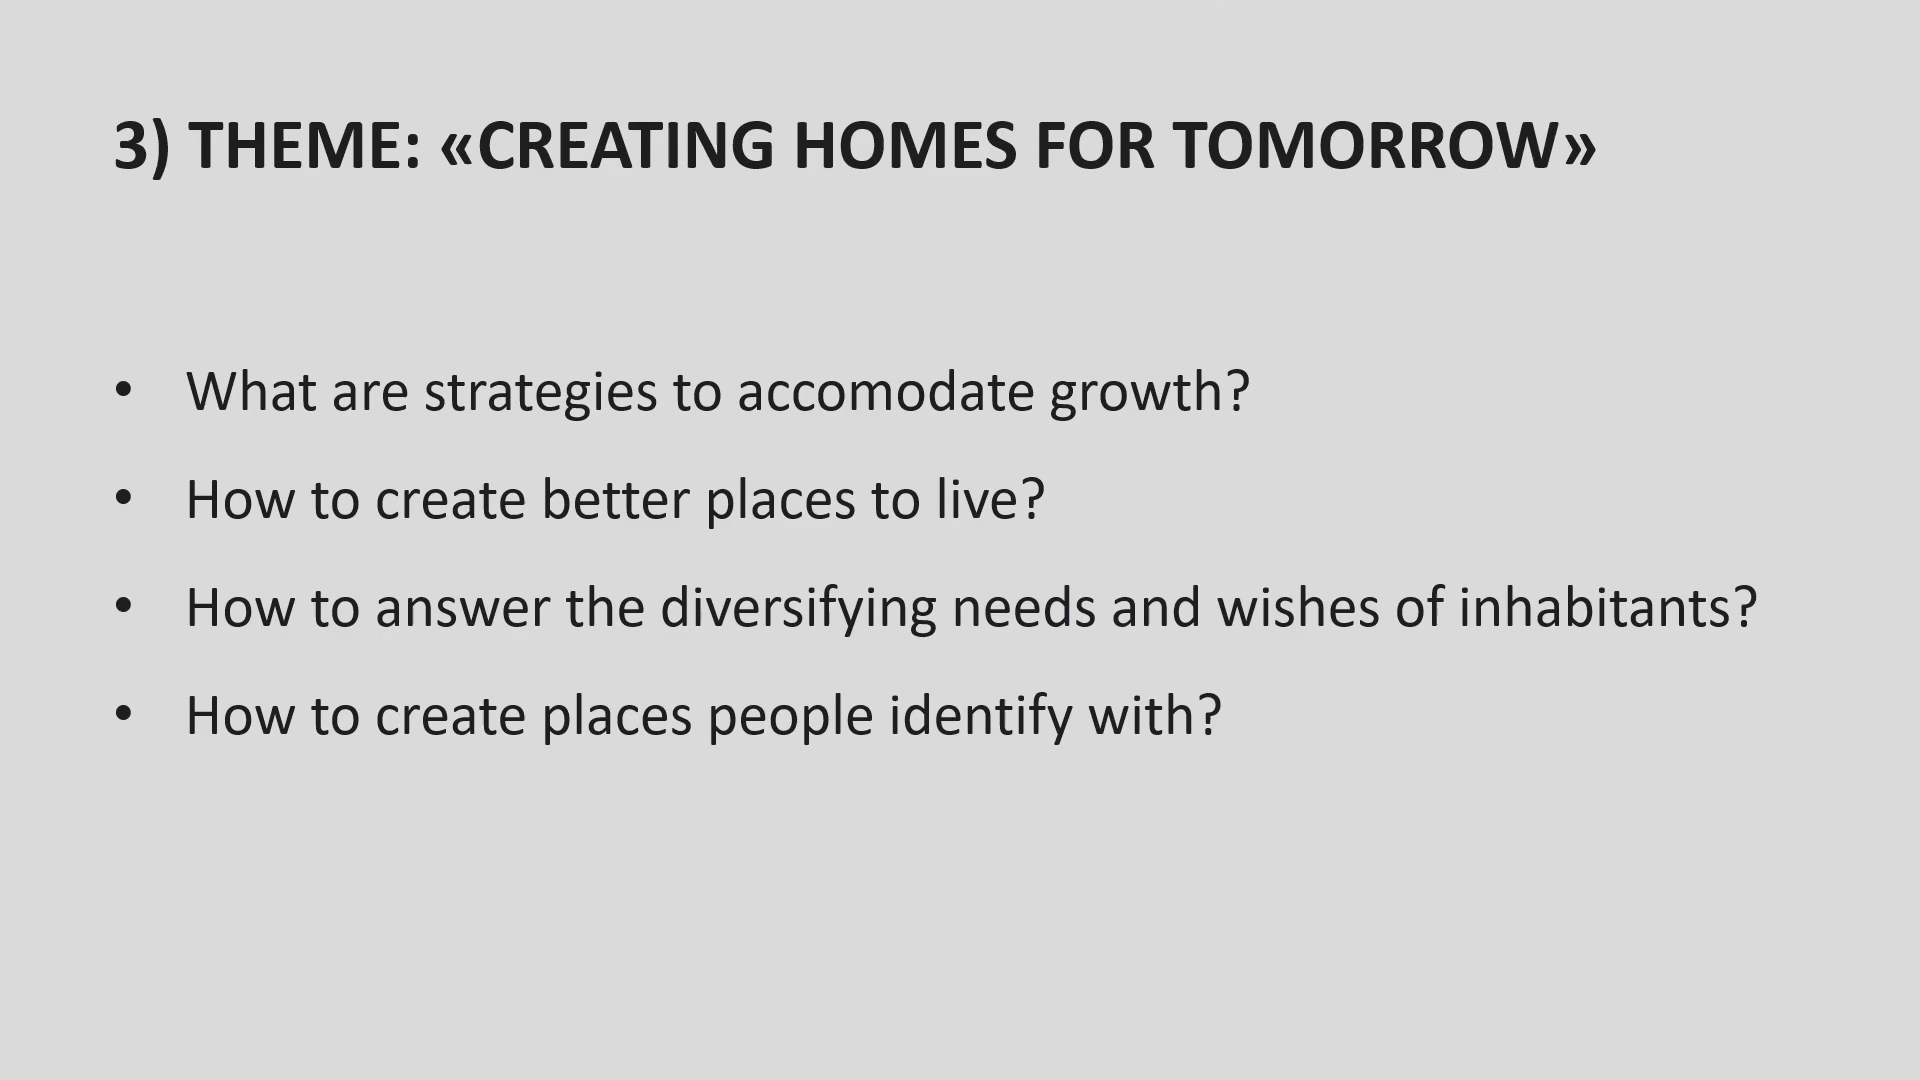 3) THEME: «CREATING HOMES FOR TOMORROW»
• What are strategies to accomodate growth?
• How to create better places to live?
• How to answer the diversifying needs and wishes of inhabitants?
• How to create places people identify with?